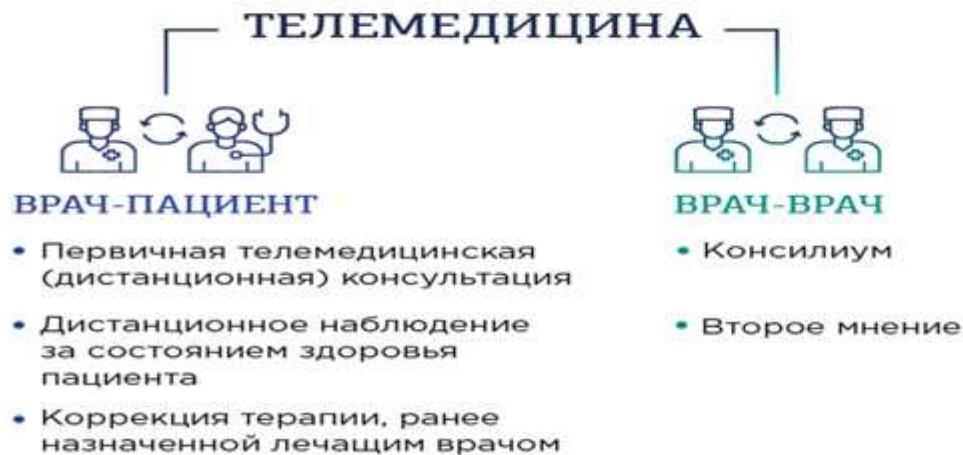 ТЕЛЕМЕДИЦИНА
ВРАЧ-ПАЦИЕНТ
• Первичная телемедицинская
(дистанционная) консультация
• Дистанционное наблюдение
за состоянием здоровья
пациента
• Коррекция терапии, ранее
назначенной лечащим врачом
ВРАЧ-ВРАЧ
• Консилиум
• Второе мнение